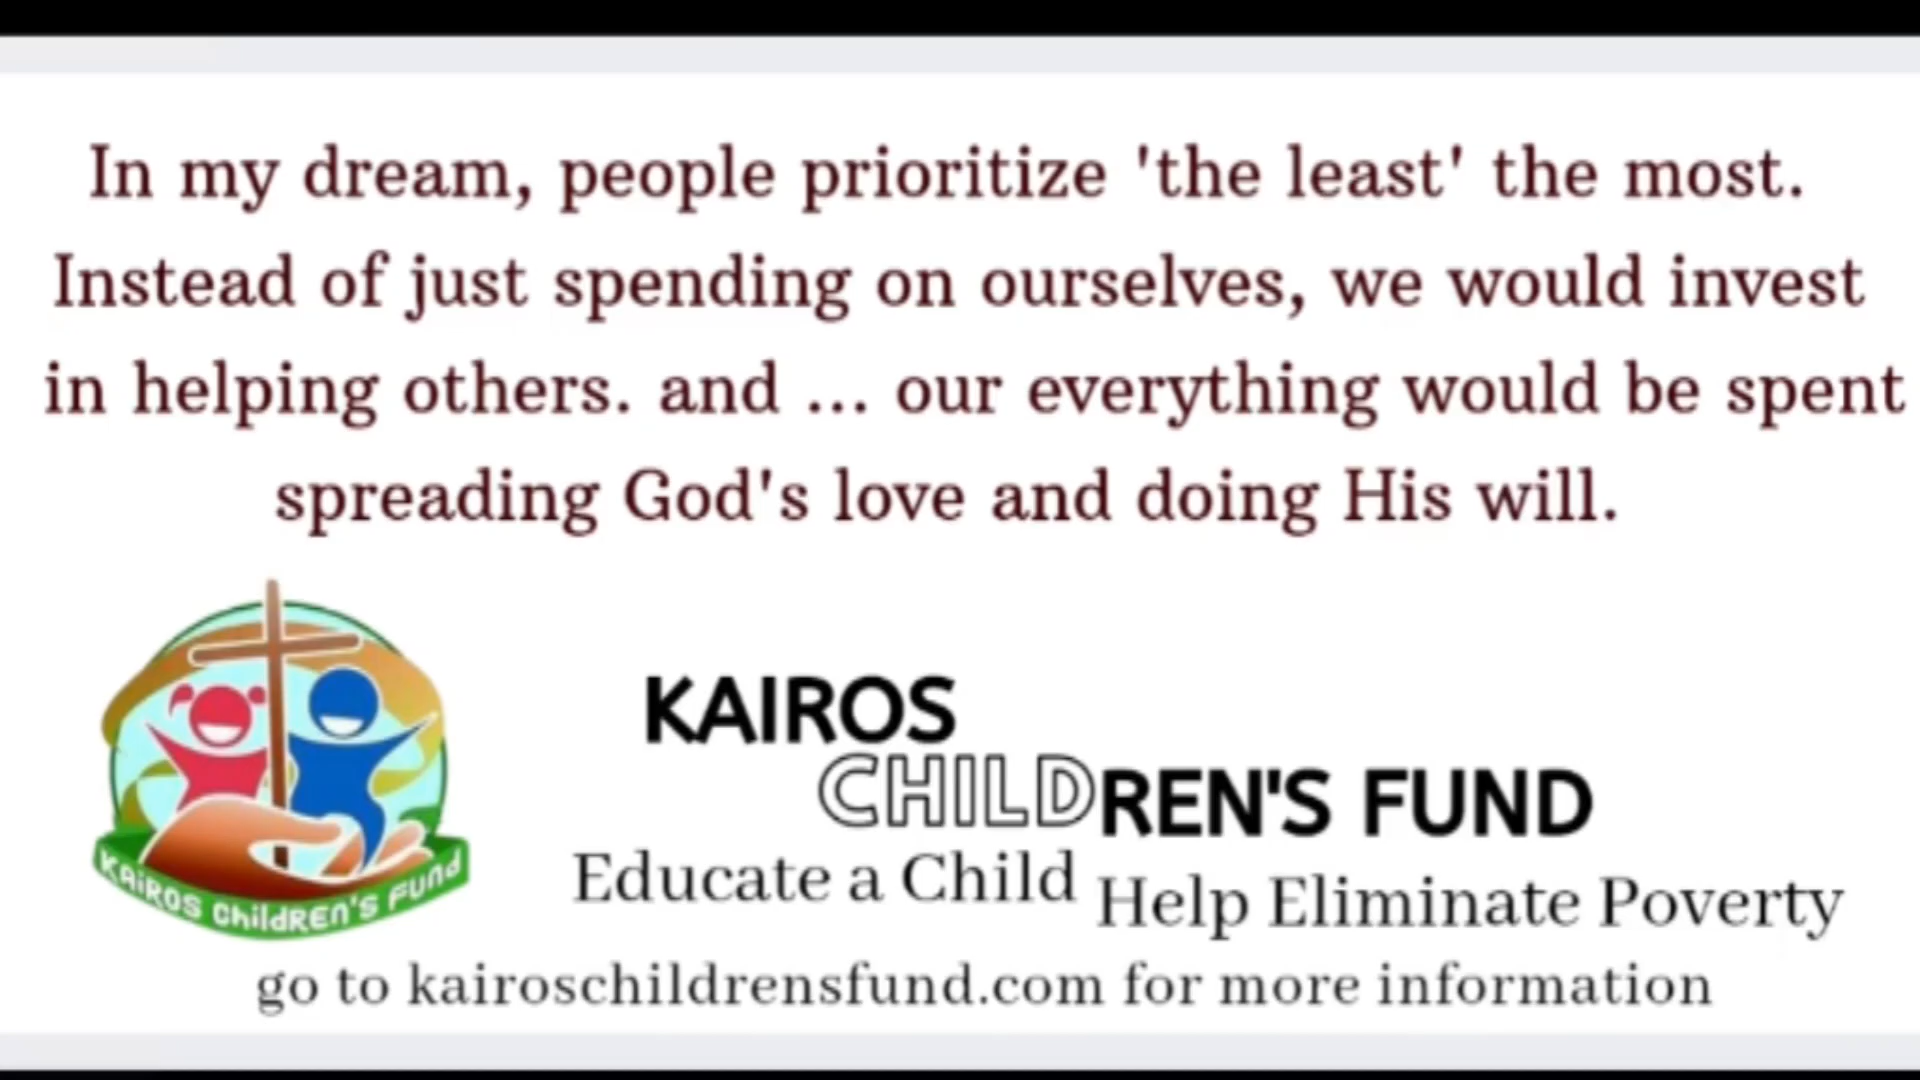 In my dream, people prioritize 'the least' the most.
Instead of just spending on ourselves, we would invest
in helping others. and ... our everything would be spent
spreading God's love and doing His will.
KAIROS
CHILDREN'S FUND
Educate a Child Help Eliminate Poverty
KAiROS ChildREn'S FUnd
go to kairoschildrensfund.com for more information